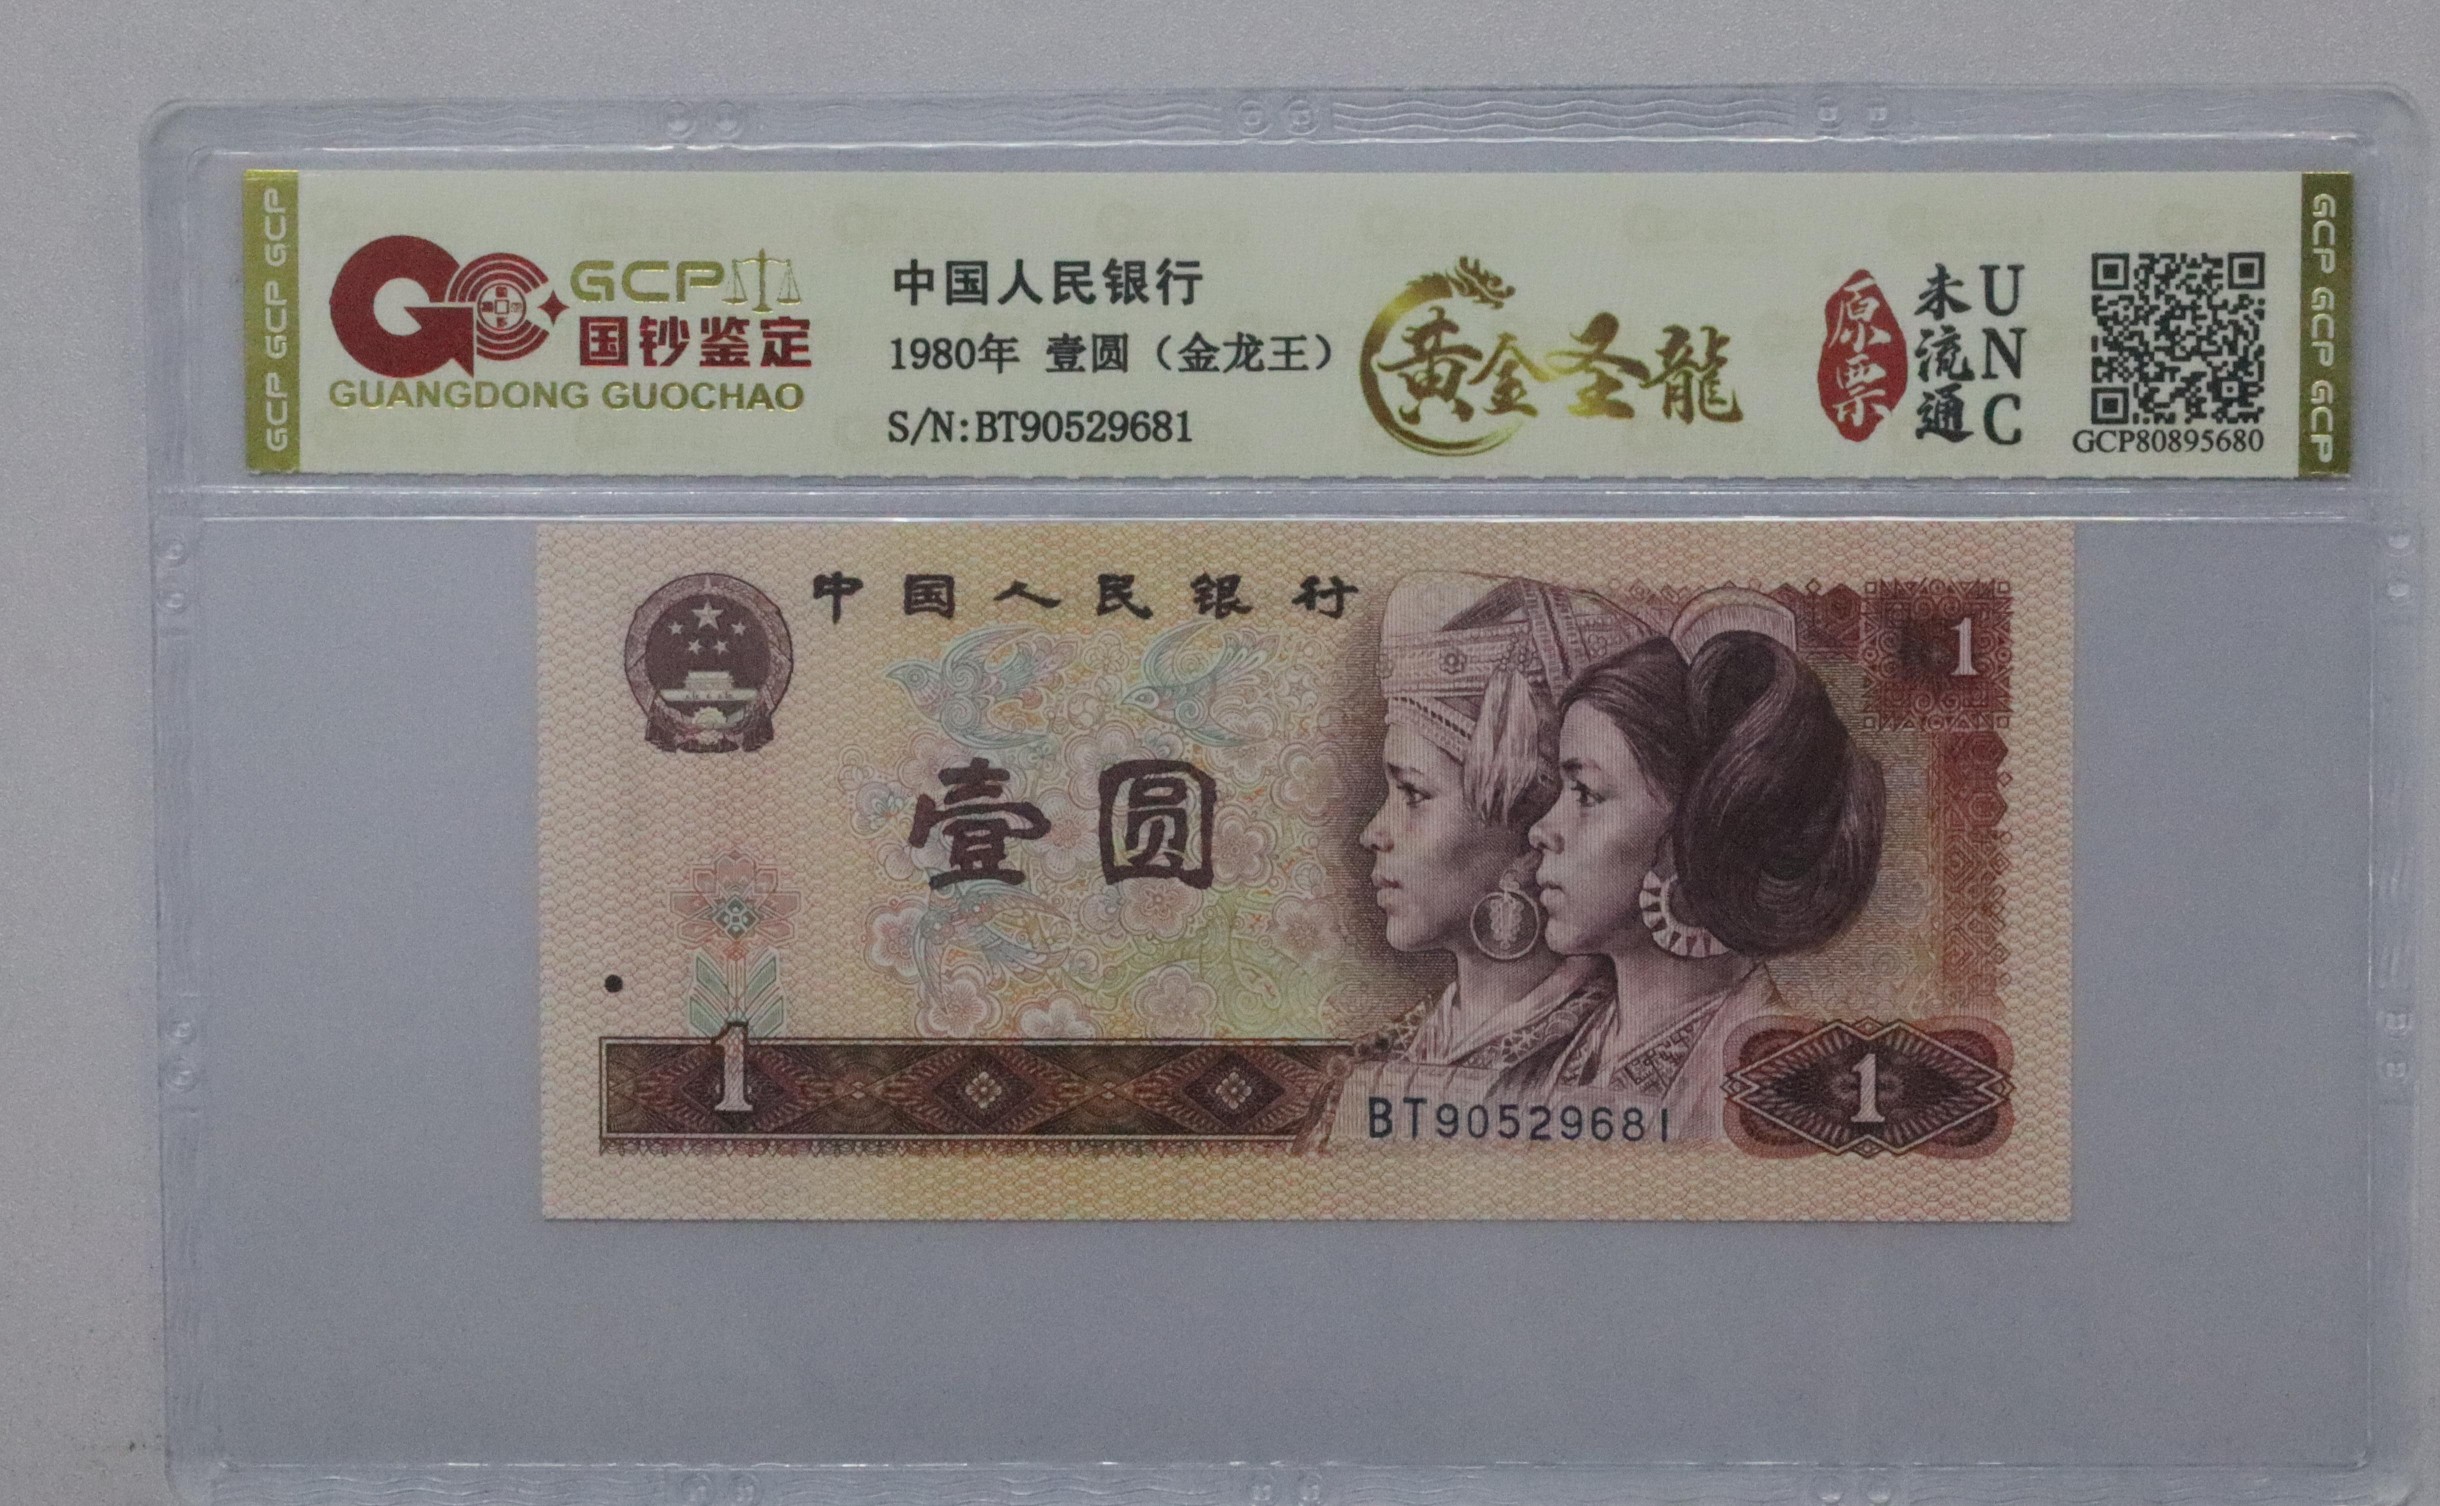 GCP GCP GCP
GCP
国钞鉴定
GUANGDONG GUOCHAO
中国人民银行
1980年 壹圆（金龙王）
S/N:BT90529681
黄金圣龍
原票
未流通
UNC
GCP80895680
GCP GCP GCP
中国人民银行
1
壹圆
1
BT90529681
1